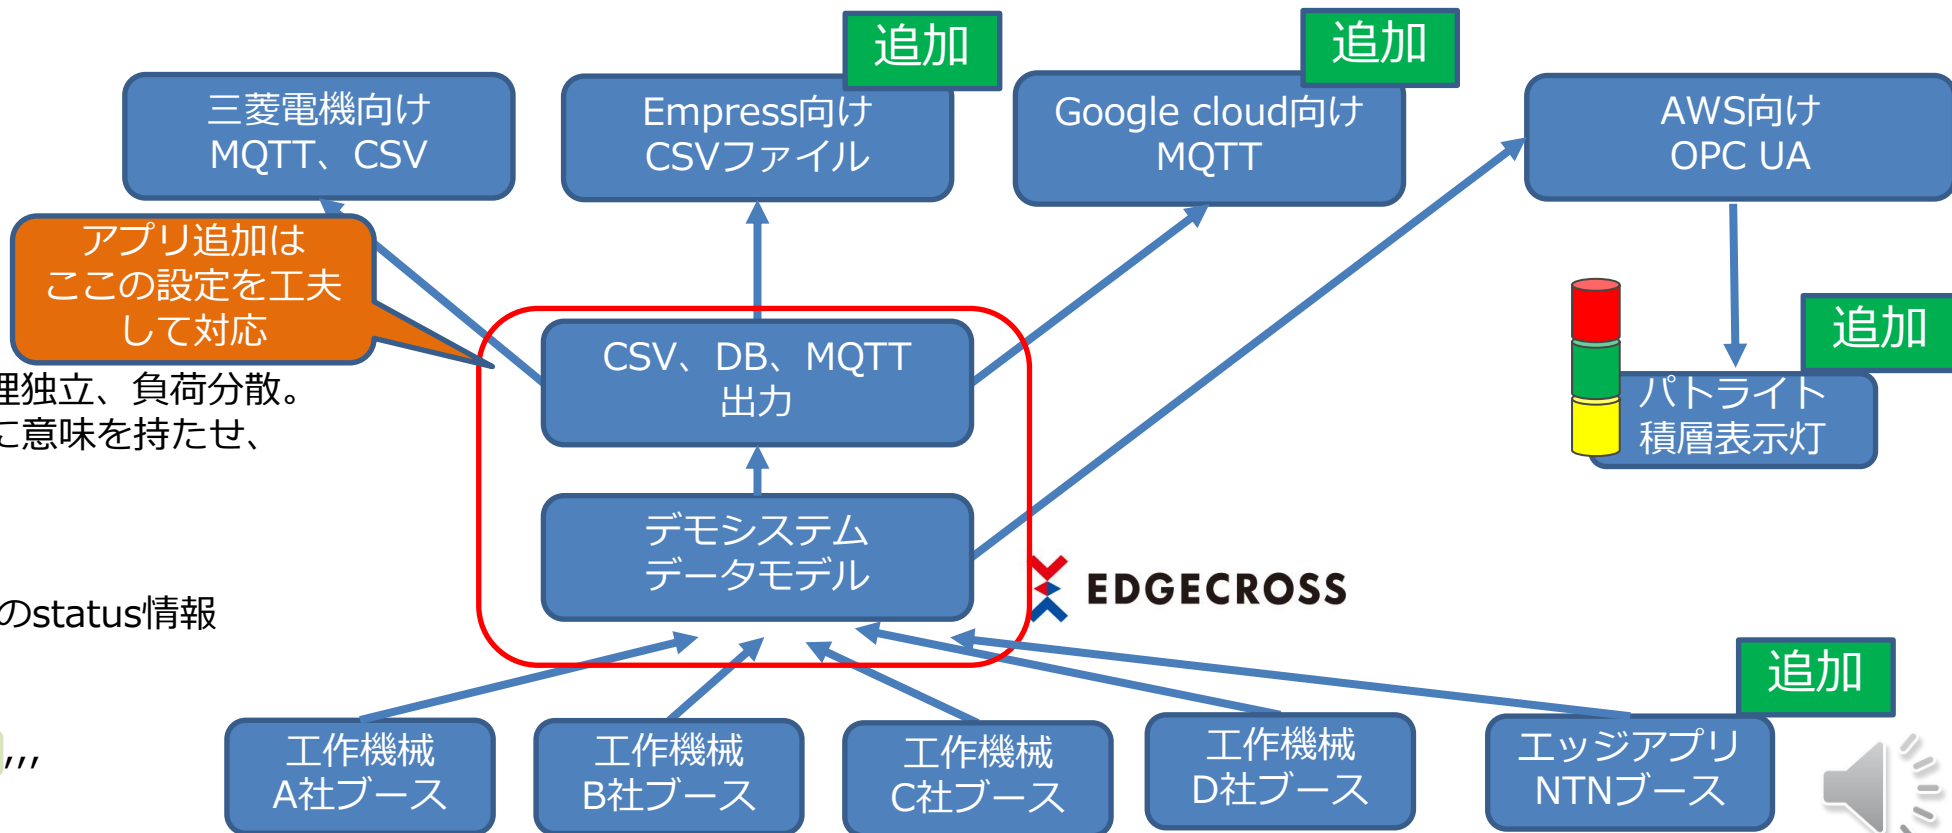 追加
追加
三菱電機向け
MQTT、CSV
Empress向け
CSVファイル
Google cloud向け
MQTT
AWS向け
OPC UA
アプリ追加は
ここの設定を工夫
して対応
CSV、DB、MQTT
出力
追加
パトライト
積層表示灯
理独立、負荷分散。
に意味を持たせ、
デモシステム
データモデル
EDGECROSS
のstatus情報
追加
,,,
工作機械
A社ブース
工作機械
B社ブース
工作機械
C社ブース
工作機械
D社ブース
エッジアプリ
NTNブース